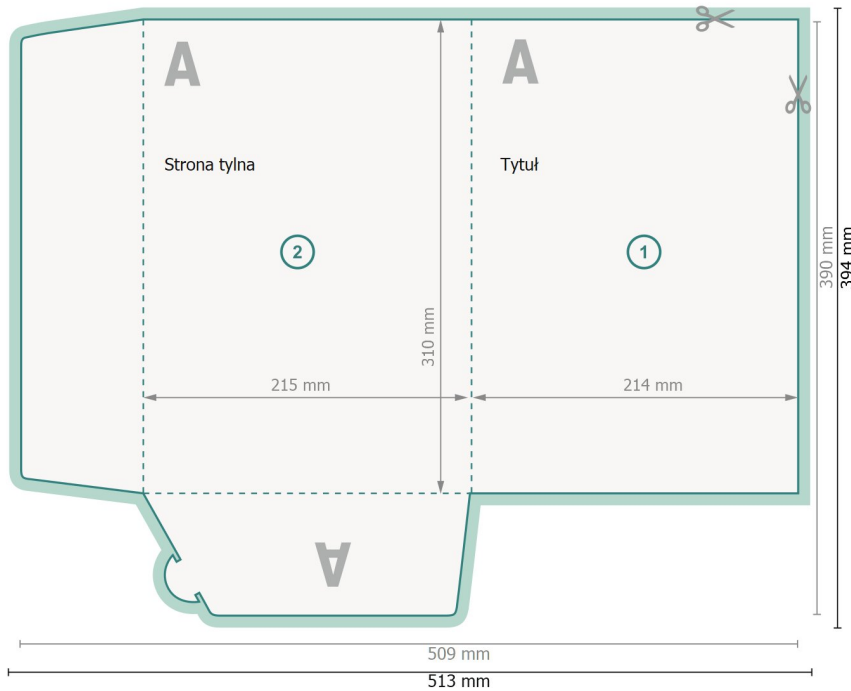 A
A
Strona tylna
Tytuł
2
1
390 mm
394 mm
310 mm
215 mm
214 mm
A
509 mm
513 mm